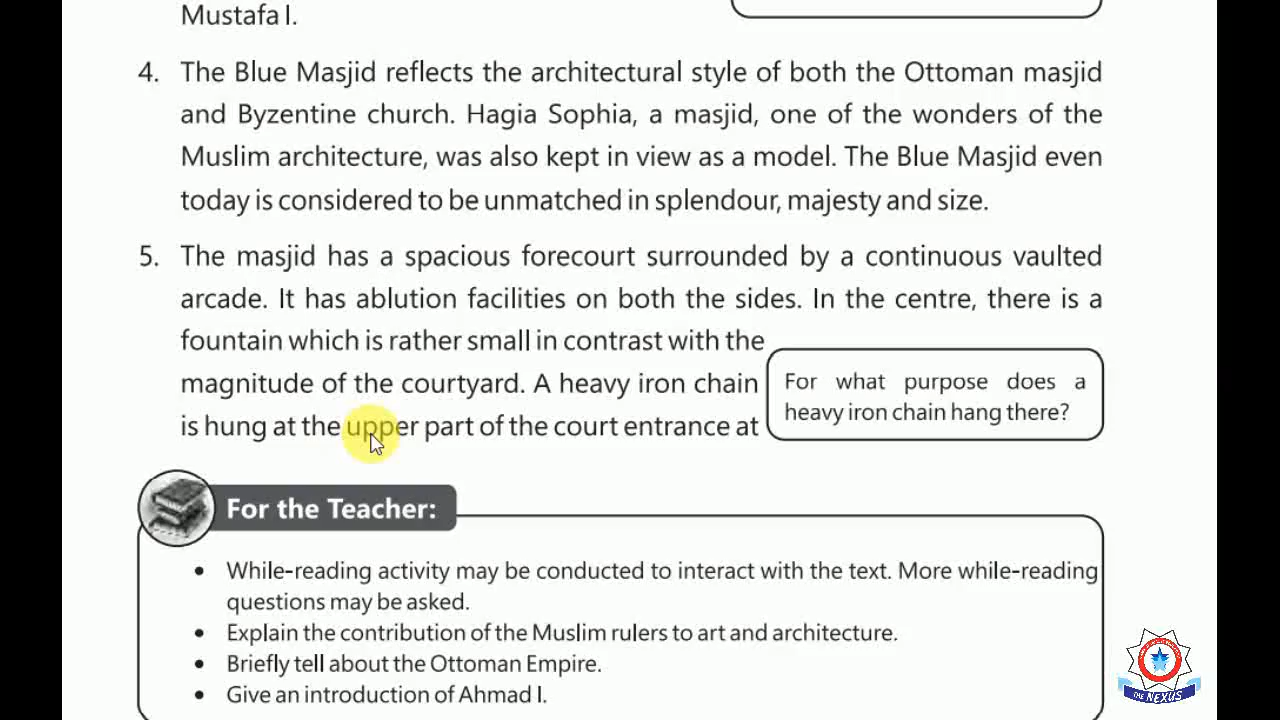 Mustafa I.
4. The Blue Masjid reflects the architectural style of both the Ottoman masjid
and Byzentine church. Hagia Sophia, a masjid, one of the wonders of the
Muslim architecture, was also kept in view as a model. The Blue Masjid even
today is considered to be unmatched in splendour, majesty and size.
5. The masjid has a spacious forecourt surrounded by a continuous vaulted
arcade. It has ablution facilities on both the sides. In the centre, there is a
fountain which is rather small in contrast with the
magnitude of the courtyard. A heavy iron chain
is hung at the upper part of the court entrance at
For what purpose does a
heavy iron chain hang there?
For the Teacher:
• While-reading activity may be conducted to interact with the text. More while-reading
questions may be asked.
• Explain the contribution of the Muslim rulers to art and architecture.
• Briefly tell about the Ottoman Empire.
• Give an introduction of Ahmad I.
THE NEXUS